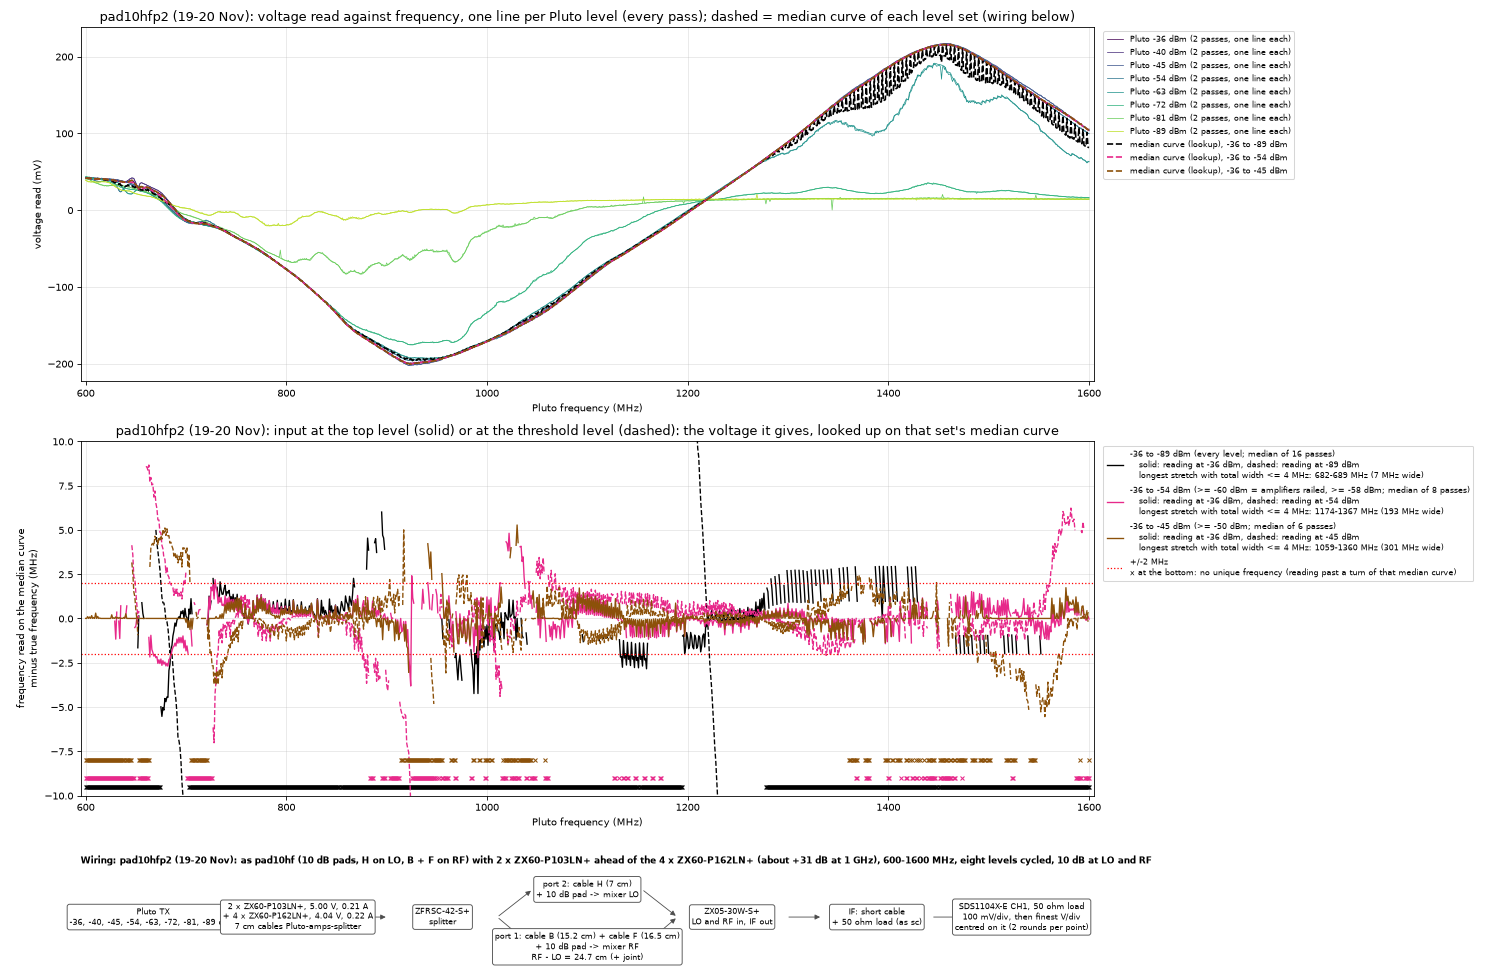 pad10hfp2 (19-20 Nov): voltage read against frequency, one line per Pluto level (every pass); dashed = median curve of each level set (wiring below)
voltage read (mV)
200
100
0
−100
−200
600
800
1000
1200
1400
1600
Pluto frequency (MHz)
Pluto -36 dBm (2 passes, one line each)
Pluto -40 dBm (2 passes, one line each)
Pluto -45 dBm (2 passes, one line each)
Pluto -54 dBm (2 passes, one line each)
Pluto -63 dBm (2 passes, one line each)
Pluto -72 dBm (2 passes, one line each)
Pluto -81 dBm (2 passes, one line each)
Pluto -89 dBm (2 passes, one line each)
median curve (lookup), -36 to -89 dBm
median curve (lookup), -36 to -54 dBm
median curve (lookup), -36 to -45 dBm
pad10hfp2 (19-20 Nov): input at the top level (solid) or at the threshold level (dashed): the voltage it gives, looked up on that set's median curve
frequency read on the median curve
minus true frequency (MHz)
10.0
7.5
5.0
2.5
0.0
−2.5
−5.0
−7.5
−10.0
600
800
1000
1200
1400
1600
Pluto frequency (MHz)
-36 to -89 dBm (every level; median of 16 passes)
solid: reading at -36 dBm, dashed: reading at -89 dBm
longest stretch with total width <= 4 MHz: 682-689 MHz (7 MHz wide)
-36 to -54 dBm (>= -60 dBm = amplifiers railed, >= -58 dBm; median of 8 passes)
solid: reading at -36 dBm, dashed: reading at -54 dBm
longest stretch with total width <= 4 MHz: 1174-1367 MHz (193 MHz wide)
-36 to -45 dBm (>= -50 dBm; median of 6 passes)
solid: reading at -36 dBm, dashed: reading at -45 dBm
longest stretch with total width <= 4 MHz: 1059-1360 MHz (301 MHz wide)
+/-2 MHz
x at the bottom: no unique frequency (reading past a turn of that median curve)
Wiring: pad10hfp2 (19-20 Nov): as pad10hf (10 dB pads, H on LO, B + F on RF) with 2 x ZX60-P103LN+ ahead of the 4 x ZX60-P162LN+ (about +31 dB at 1 GHz), 600-1600 MHz, eight levels cycled, 10 dB at LO and RF
Pluto TX
-36, -40, -45, -54, -63, -72, -81, -89
2 x ZX60-P103LN+, 5.00 V, 0.21 A
+ 4 x ZX60-P162LN+, 4.04 V, 0.22 A
7 cm cables Pluto-amps-splitter
ZFRSC-42-S+
splitter
port 2: cable H (7 cm)
+ 10 dB pad -> mixer LO
port 1: cable B (15.2 cm) + cable F (16.5 cm)
+ 10 dB pad -> mixer RF
RF - LO = 24.7 cm (+ joint)
ZX05-30W-S+
LO and RF in, IF out
IF: short cable
+ 50 ohm load (as sc)
SDS1104X-E CH1, 50 ohm load
100 mV/div, then finest V/div
centred on it (2 rounds per point)